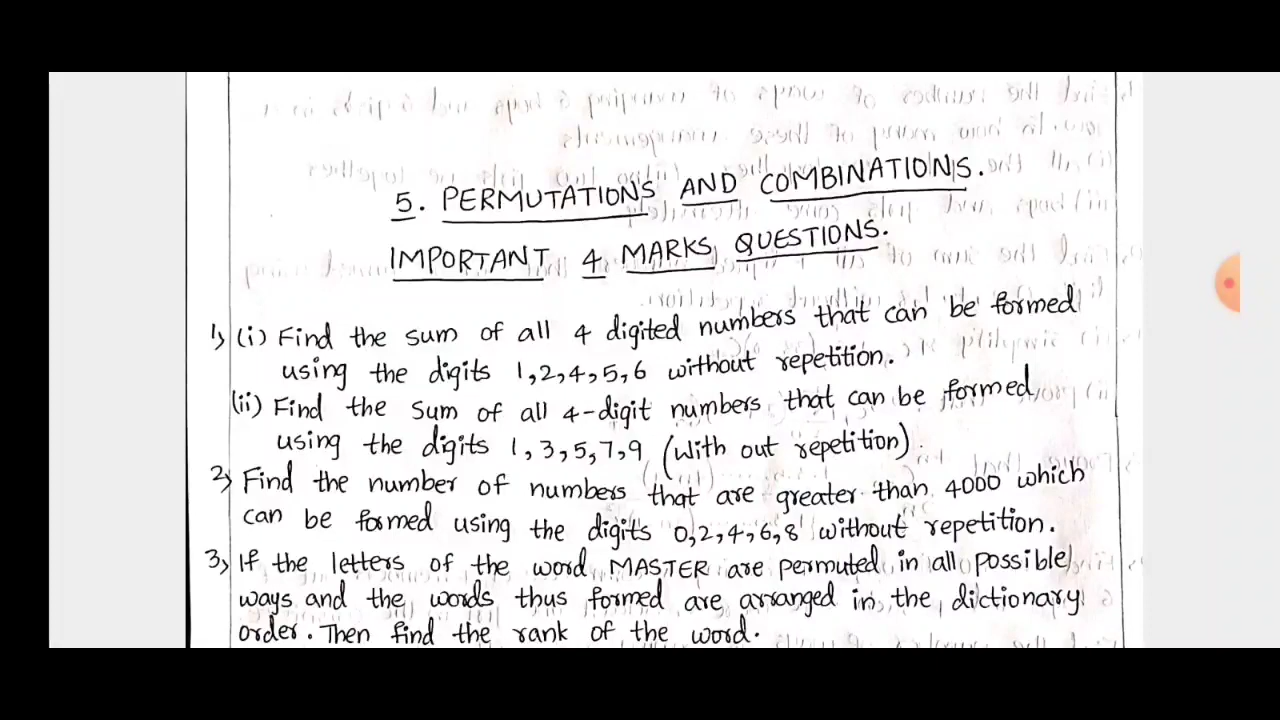 5. PERMUTATIONS AND COMBINATIONS.
IMPORTANT 4 MARKS QUESTIONS.
1) (i) Find the sum of all 4 digited numbers that can be formed
using the digits 1,2,4,5,6 without repetition.
(ii) Find the sum of all 4-digit numbers that can be formed
using the digits 1,3,5,7,9 (with out repetition).
2) Find the number of numbers that are greater than 4000 which
can be formed using the digits 0,2,4,6,8 without repetition.
3) If the letters of the word MASTER are permuted in all possible
ways and the words thus formed are arranged in the dictionary
order. Then find the rank of the word.